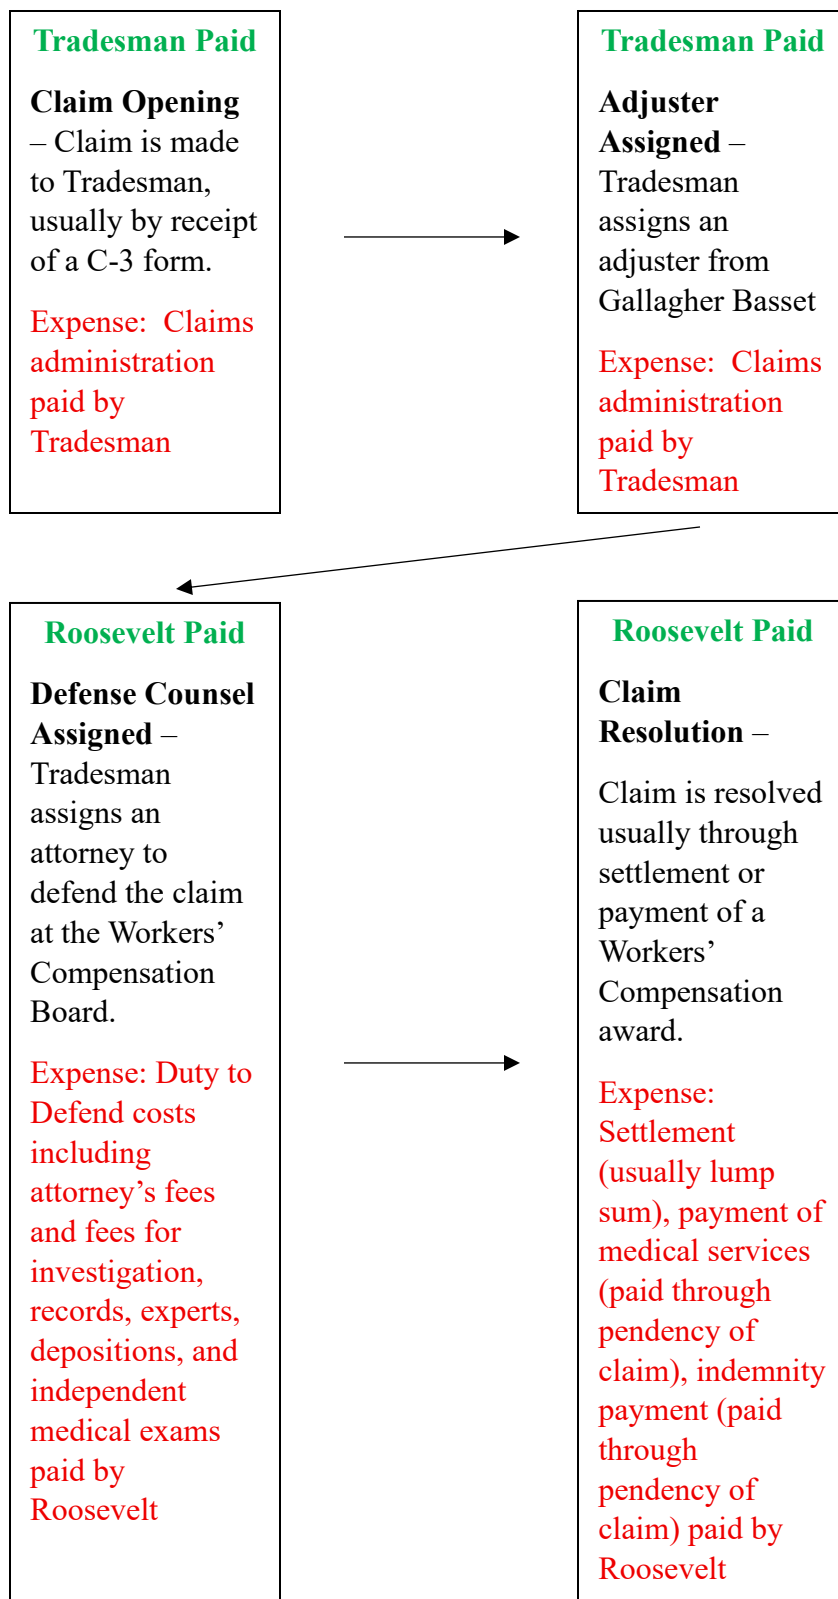 Tradesman Paid
Claim Opening
– Claim is made
to Tradesman,
usually by receipt
of a C-3 form.
Expense:  Claims
administration
paid by
Tradesman
Tradesman Paid
Adjuster
Assigned –
Tradesman
assigns an
adjuster from
Gallagher Basset
Expense:  Claims
administration
paid by
Tradesman
Roosevelt Paid
Defense Counsel
Assigned –
Tradesman
assigns an
attorney to
defend the claim
at the Workers’
Compensation
Board.
Expense: Duty to
Defend costs
including
attorney’s fees
and fees for
investigation,
records, experts,
depositions, and
independent
medical exams
paid by
Roosevelt
Roosevelt Paid
Claim
Resolution –
Claim is resolved
usually through
settlement or
payment of a
Workers’
Compensation
award.
Expense:
Settlement
(usually lump
sum), payment of
medical services
(paid through
pendency of
claim), indemnity
payment (paid
through
pendency of
claim) paid by
Roosevelt